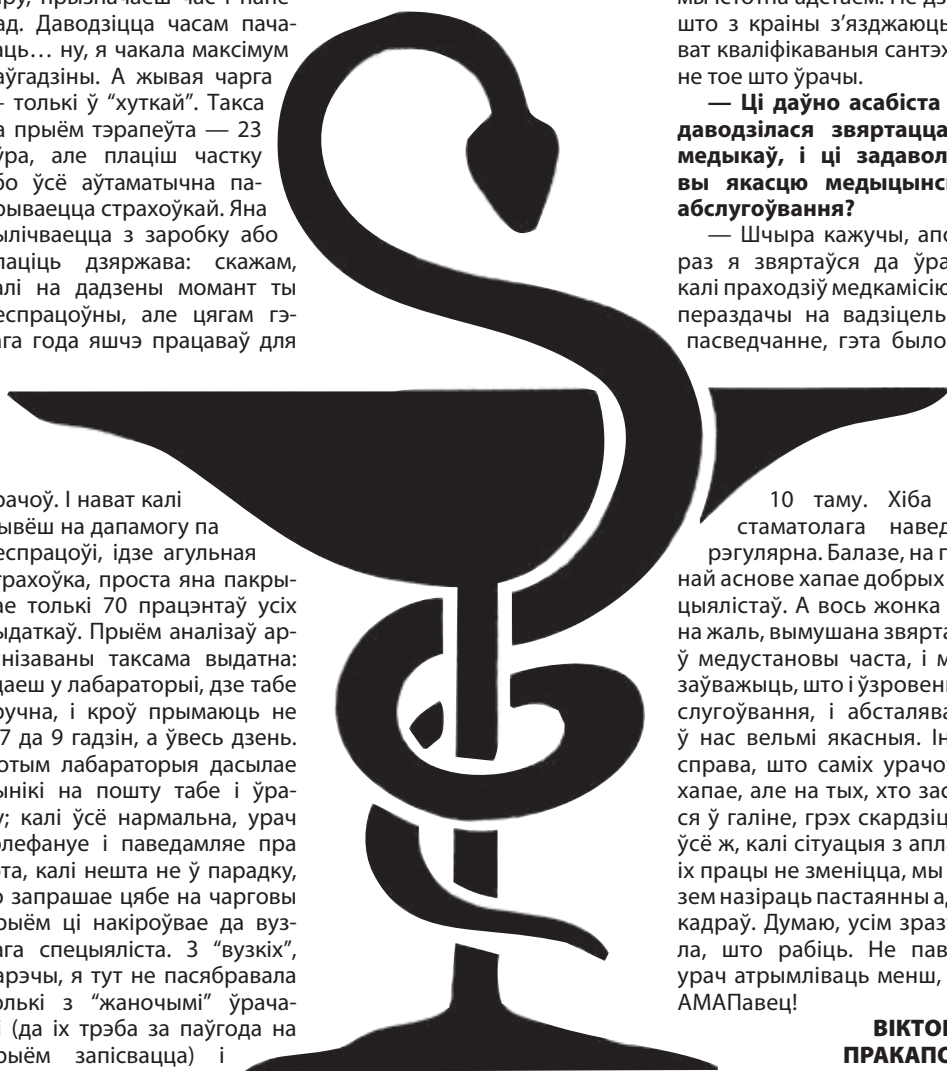 ру, прызначаеш час і папе-
ад. Даводзіцца часам пача-
аць… ну, я чакала максімум
аўгадзіны. А жывая чарга
– толькі ў “хуткай”. Такса
а прыём тэрапеўта — 23
ўра, але плаціш частку
бо ўсё аўтаматычна па-
рываецца страхоўкай. Яна
ылічваецца з заробку або
лаціць дзяржава: скажам,
алі на дадзены момант ты
еспрацоўны, але цягам гэ-
ага года яшчэ працаваў для
рачоў. І нават калі
ывёш на дапамогу па
еспрацоўі, ідзе агульная
трахоўка, проста яна пакры-
ае толькі 70 працэнтаў усіх
ыдаткаў. Прыём аналізаў ар-
нізаваны таксама выдатна:
даеш у лабараторыі, дзе табе
ручна, і кроў прымаюць не
7 да 9 гадзін, а ўвесь дзень.
отым лабараторыя дасылае
ынікі на пошту табе і ўра-
у; калі ўсё нармальна, урач
элефануе і паведамляе пра
эта, калі нешта не ў парадку,
о запрашае цябе на чарговы
рыём ці накіроўвае да вуз-
ага спецыяліста. З “вузкіх”,
арэчы, я тут не пасябравала
олькі з “жаночымі” ўрача-
і (да іх трэба за паўгода на
рыём запісвацца) і
мы істотна адстаём. Не дз
што з краіны з’язджаюць
ват кваліфікаваныя сантэх
не тое што ўрачы.
— Ці даўно асабіста
даводзілася звяртацца
медыкаў, і ці задавол
вы якасцю медыцынс
абслугоўвання?
— Шчыра кажучы, апо
раз я звяртаўся да ўра
калі праходзіў медкамісію
пераздачы на вадзіцель
пасведчанне, гэта было
10 таму. Хіба
стаматолага навед
рэгулярна. Балазе, на п
най аснове хапае добрых
цыялістаў. А вось жонка
на жаль, вымушана звярта
ў медустановы часта, і м
заўважыць, што і ўзровень
слугоўвання, і абсталява
ў нас вельмі якасныя. Ін
справа, што саміх урачоў
хапае, але на тых, хто зас
ся ў галіне, грэх скардзіц
ўсё ж, калі сітуацыя з апла
іх працы не зменіцца, мы
зем назіраць пастаянны ад
кадраў. Думаю, усім зраз
ла, што рабіць. Не пав
урач атрымліваць менш,
АМАПавец!
ВІКТОР
ПРАКАПО